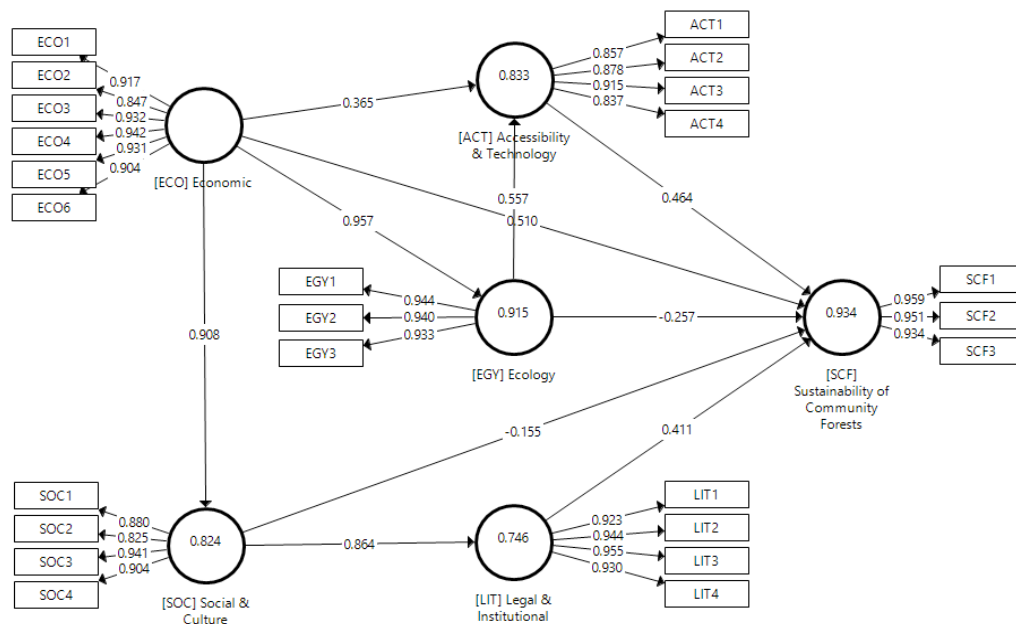 ECO1
ECO2
ECO3
ECO4
ECO5
ECO6
0.917
0.847
0.932
0.942
0.931
0.904
[ECO] Economic
0.365
0.833
[ACT] Accessibility
& Technology
0.857
0.878
0.915
0.837
ACT1
ACT2
ACT3
ACT4
0.557
0.510
0.464
0.957
0.908
EGY1
EGY2
EGY3
0.944
0.940
0.933
0.915
[EGY] Ecology
-0.257
0.934
[SCF]
Sustainability of
Community
Forests
0.959
0.951
0.934
SCF1
SCF2
SCF3
-0.155
0.411
SOC1
SOC2
SOC3
SOC4
0.880
0.825
0.941
0.904
0.824
[SOC] Social &
Culture
0.864
0.746
[LIT] Legal &
Institutional
0.923
0.944
0.955
0.930
LIT1
LIT2
LIT3
LIT4